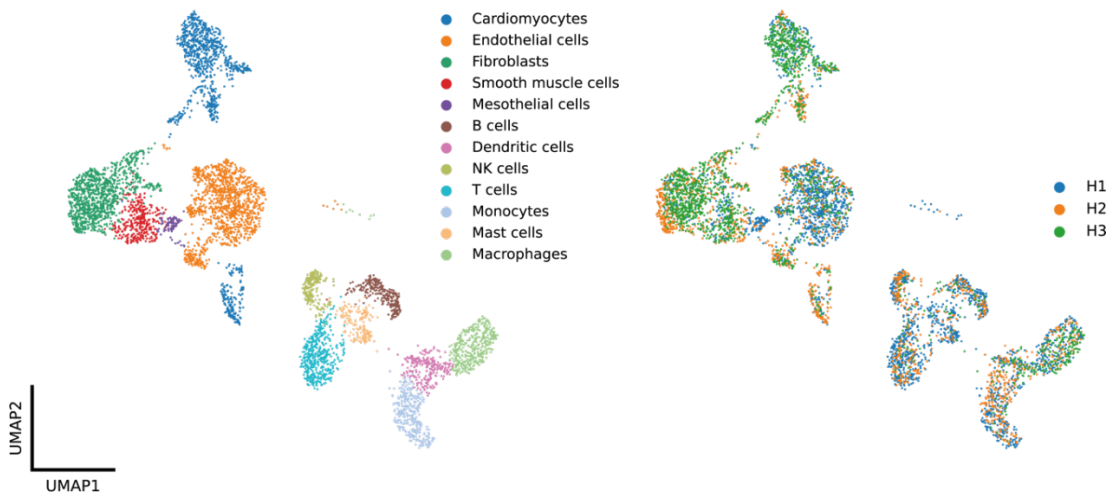 Cardiomyocytes
Endothelial cells
Fibroblasts
Smooth muscle cells
Mesothelial cells
B cells
Dendritic cells
NK cells
T cells
Monocytes
Mast cells
Macrophages
H1
H2
H3
UMAP2
UMAP1